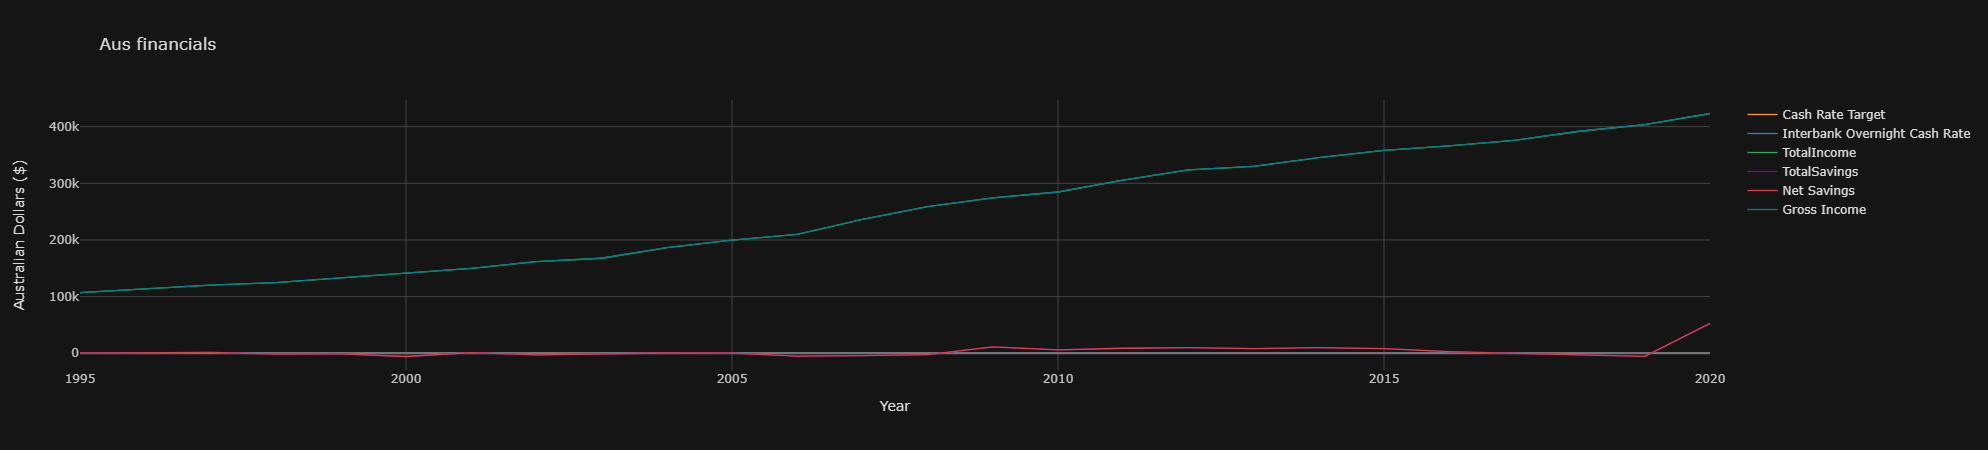 Aus financials
400k
300k
200k
100k
0
Australian Dollars ($)
1995 2000 2005 2010 2015 2020
Year
Cash Rate Target
Interbank Overnight Cash Rate
TotalIncome
TotalSavings
Net Savings
Gross Income